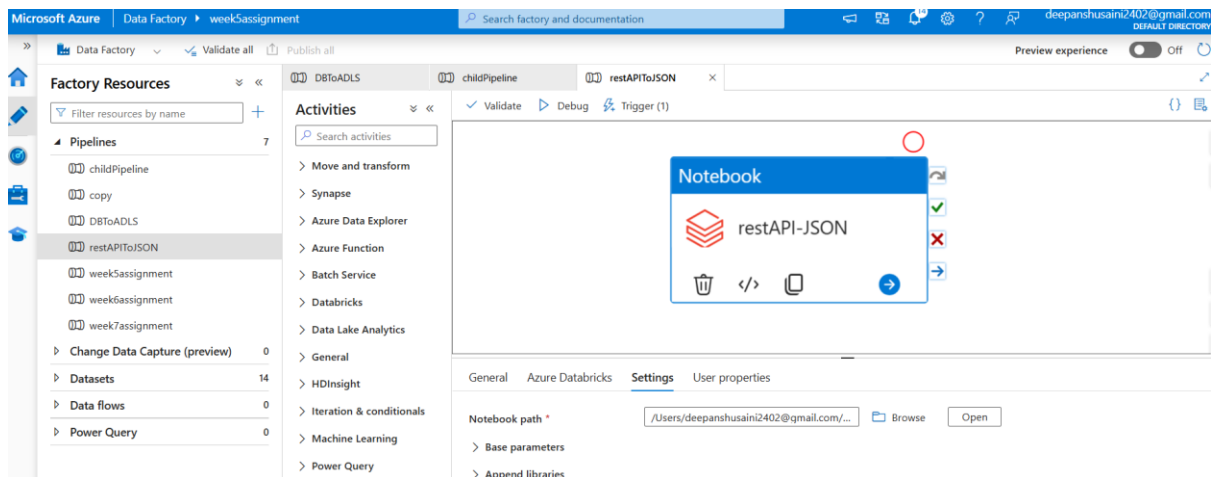 Microsoft Azure Data Factory week5assignment Search factory and documentation 14 deepanshusaini2402@gmail.com
DEFAULT DIRECTORY
Data Factory Validate all Publish all Preview experience Off
Factory Resources
Filter resources by name
Pipelines 7
childPipeline
copy
DBToADLS
restAPIToJSON
week5assignment
week6assignment
week7assignment
Change Data Capture (preview) 0
Datasets 14
Data flows 0
Power Query 0
DBToADLS childPipeline restAPIToJSON
Activities
Search activities
Move and transform
Synapse
Azure Data Explorer
Azure Function
Batch Service
Databricks
Data Lake Analytics
General
HDInsight
Iteration & conditionals
Machine Learning
Power Query
Validate Debug Trigger (1)
Notebook
restAPI-JSON
General Azure Databricks Settings User properties
Notebook path * /Users/deepanshusaini2402@gmail.com/... Browse Open
Base parameters
Append libraries